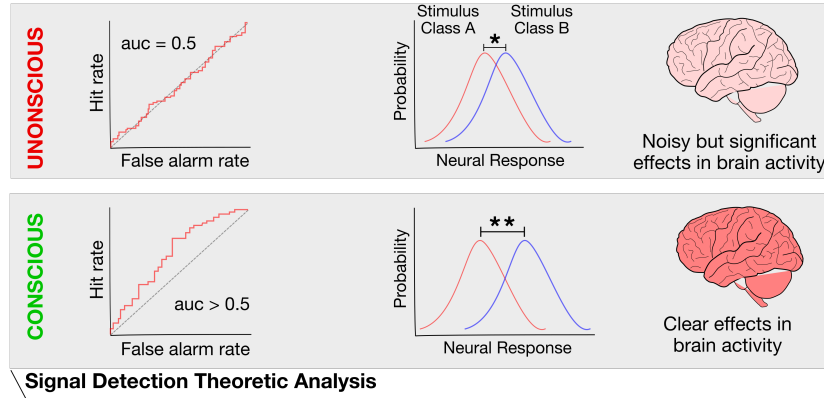 UNONSCIOUS
auc = 0.5
Hit rate
False alarm rate
Stimulus
Class A
Stimulus
Class B
*
Probability
Neural Response
Noisy but significant
effects in brain activity
CONSCIOUS
Hit rate
auc > 0.5
False alarm rate
**
Probability
Neural Response
Clear effects in
brain activity
Signal Detection Theoretic Analysis